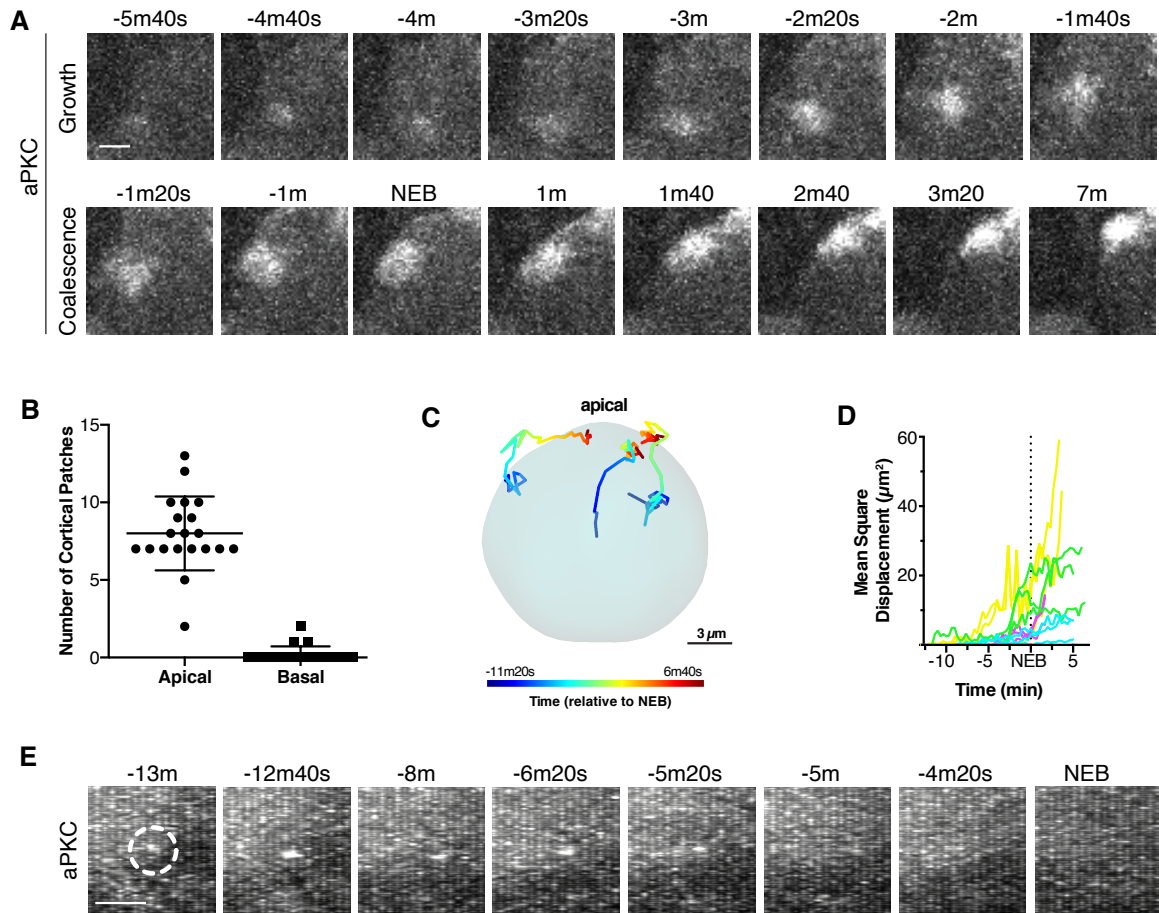 A
-5m40s -4m40s -4m -3m20s -3m -2m20s -2m -1m40s
aPKC
Growth
-1m20s -1m NEB 1m 1m40 2m40 3m20 7m
Coalescence
B
Number of Cortical Patches
15
10
5
0
Apical Basal
C
apical
3 µm
-11m20s 6m40s
Time (relative to NEB)
D
Mean Square
Displacement (µm²)
60
40
20
-10 -5 NEB 5
Time (min)
E
-13m -12m40s -8m -6m20s -5m20s -5m -4m20s NEB
aPKC